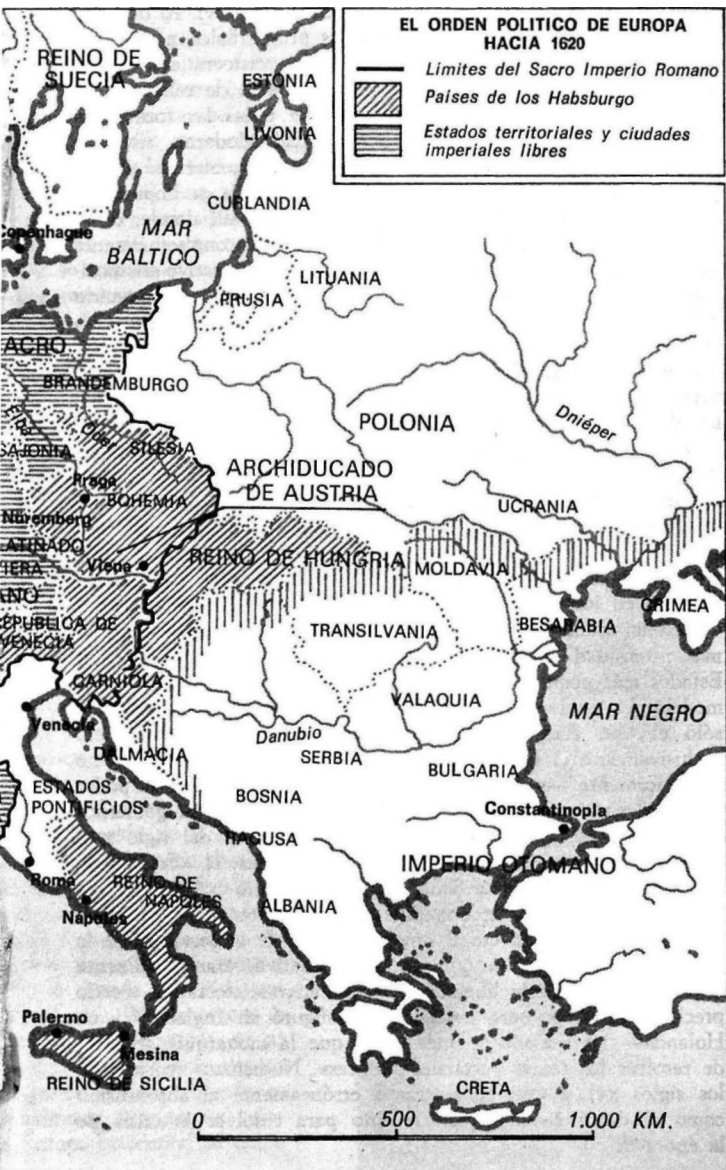 EL ORDEN POLITICO DE EUROPA
HACIA 1620
Limites del Sacro Imperio Romano
Países de los Habsburgo
Estados territoriales y ciudades
imperiales libres
REINO DE
SUECIA
ESTONIA
LIVONIA
CURLANDIA
Copenhague
MAR
BALTICO
LITUANIA
PRUSIA
ACRO
BRANDEMBURGO
Elba
Oder
POLONIA
Dniéper
SAJONIA
SILESIA
ARCHIDUCADO
DE AUSTRIA
Praga
BOHEMIA
UCRANIA
Nüremberg
ATINADO
REINO DE HUNGRIA
MOLDAVIA
IERA
Viena
ANO
CRIMEA
EPUBLICA DE
VENECIA
TRANSILVANIA
BESARABIA
CARNIOLA
VALAQUIA
MAR NEGRO
Venecia
Danubio
DALMACIA
SERBIA
BULGARIA
ESTADOS
PONTIFICIOS
BOSNIA
Constantinopla
RAGUSA
IMPERIO OTOMANO
Roma
REINO DE
NAPOLES
Nápoles
ALBANIA
Palermo
Mesina
REINO DE SICILIA
CRETA
0 500 1.000 KM.